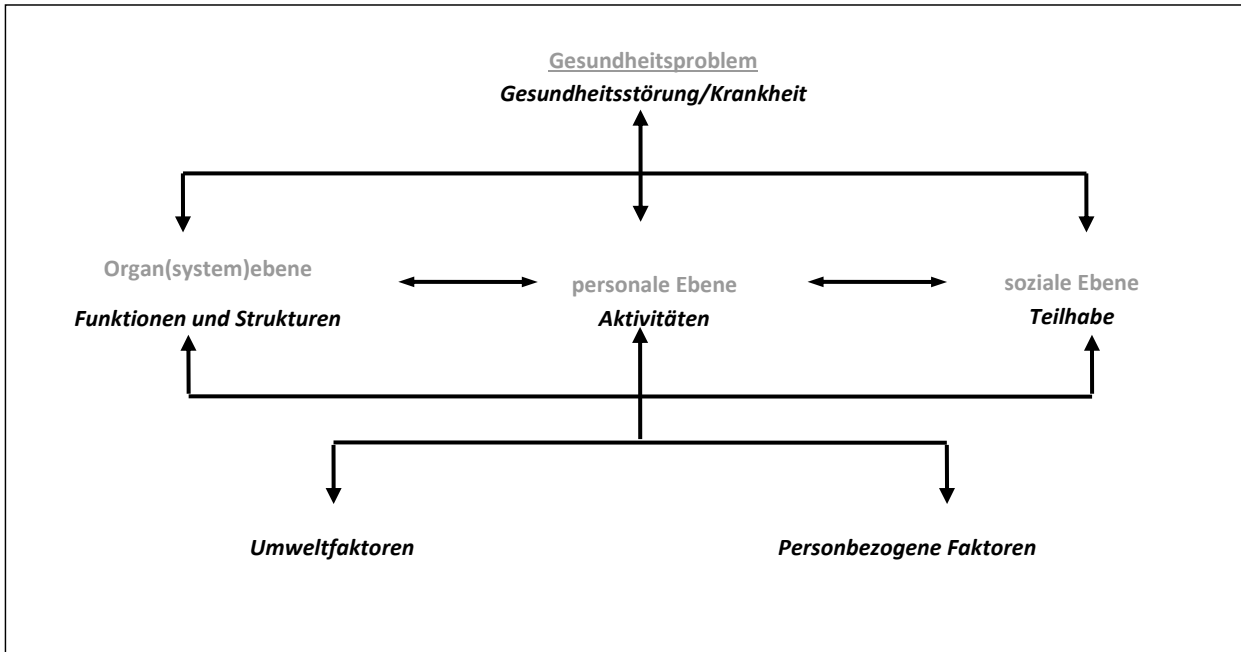 Gesundheitsproblem
Gesundheitsstörung/Krankheit
Organ(system)ebene
Funktionen und Strukturen
personale Ebene
Aktivitäten
soziale Ebene
Teilhabe
Umweltfaktoren
Personbezogene Faktoren